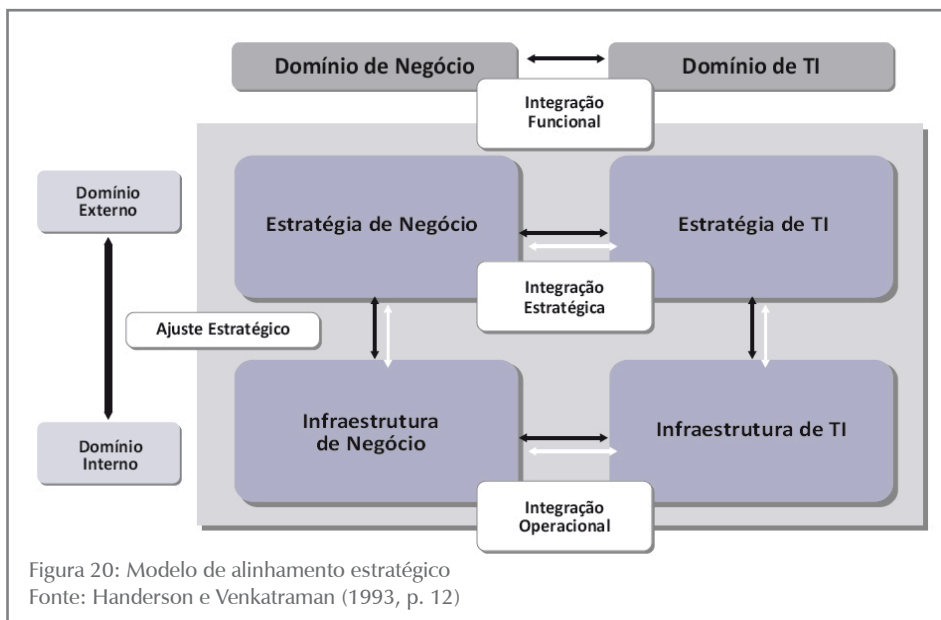 Domínio de Negócio
Domínio de TI
Integração
Funcional
Domínio
Externo
Estratégia de Negócio
Estratégia de TI
Integração
Estratégica
Ajuste Estratégico
Infraestrutura
de Negócio
Infraestrutura de TI
Domínio
Interno
Integração
Operacional
Figura 20: Modelo de alinhamento estratégico
Fonte: Handerson e Venkatraman (1993, p. 12)